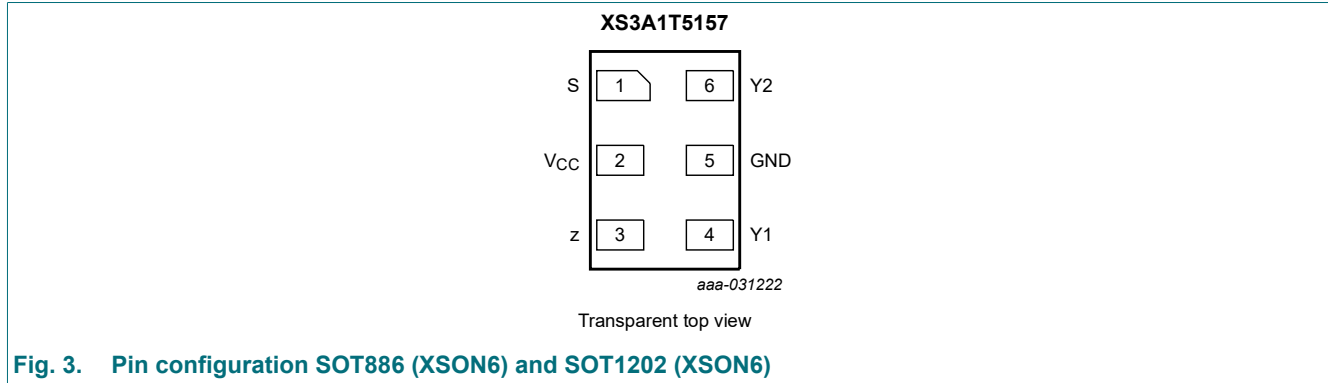 XS3A1T5157
S 1 6 Y2
VCC 2 5 GND
z 3 4 Y1
aaa-031222
Transparent top view
Fig. 3. Pin configuration SOT886 (XSON6) and SOT1202 (XSON6)